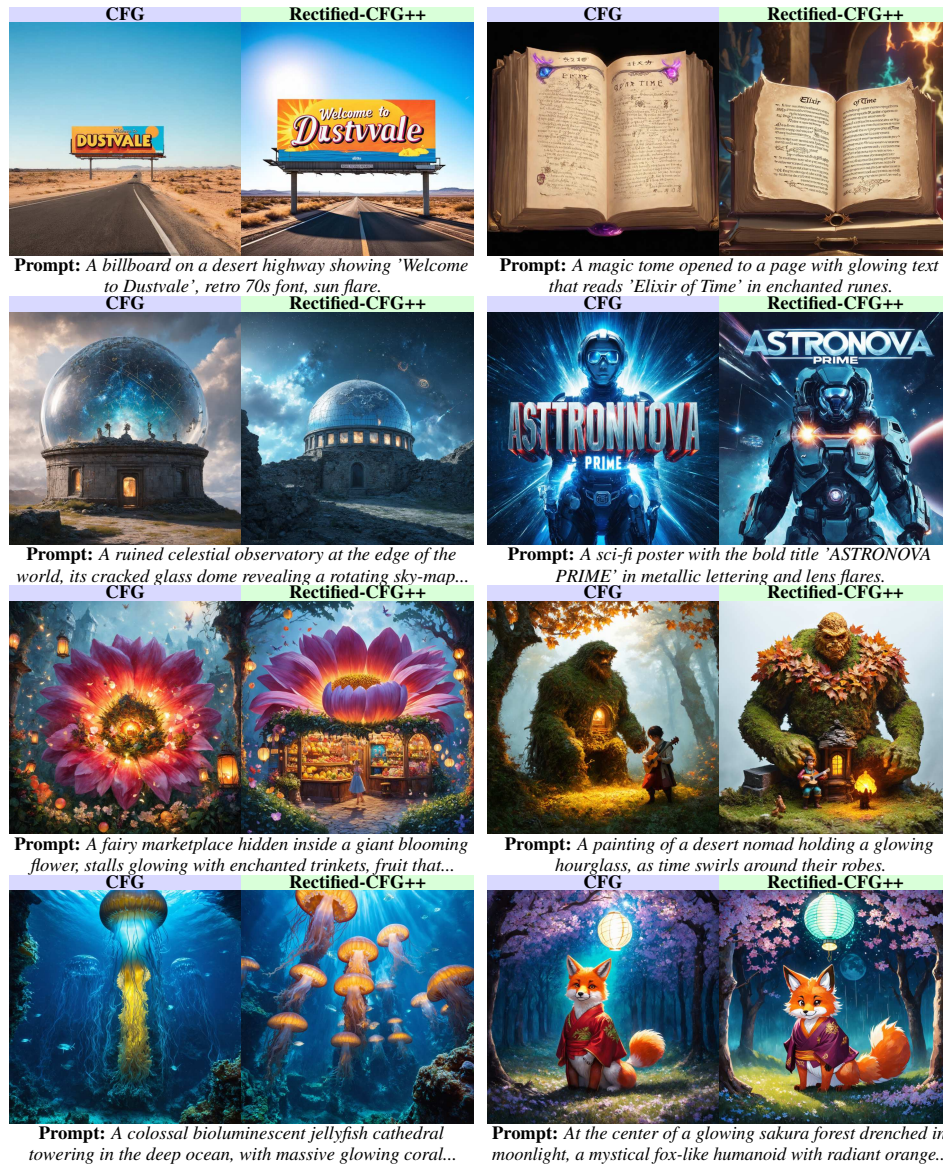 CFG
Rectified-CFG++
CFG
Rectified-CFG++
DUSTVALE
Welcome to
Dustvvale
ELIXIR
TIME
Elixir
of Time
Prompt: A billboard on a desert highway showing 'Welcome
to Dustvale', retro 70s font, sun flare.
Prompt: A magic tome opened to a page with glowing text
that reads 'Elixir of Time' in enchanted runes.
CFG
Rectified-CFG++
CFG
Rectified-CFG++
ASTTRONNOVA
PRIME
ASTRONOVA
PRIME
Prompt: A ruined celestial observatory at the edge of the
world, its cracked glass dome revealing a rotating sky-map...
Prompt: A sci-fi poster with the bold title 'ASTRONOVA
PRIME' in metallic lettering and lens flares.
CFG
Rectified-CFG++
CFG
Rectified-CFG++
Prompt: A fairy marketplace hidden inside a giant blooming
flower, stalls glowing with enchanted trinkets, fruit that...
Prompt: A painting of a desert nomad holding a glowing
hourglass, as time swirls around their robes.
CFG
Rectified-CFG++
CFG
Rectified-CFG++
Prompt: A colossal bioluminescent jellyfish cathedral
towering in the deep ocean, with massive glowing coral...
Prompt: At the center of a glowing sakura forest drenched in
moonlight, a mystical fox-like humanoid with radiant orange..